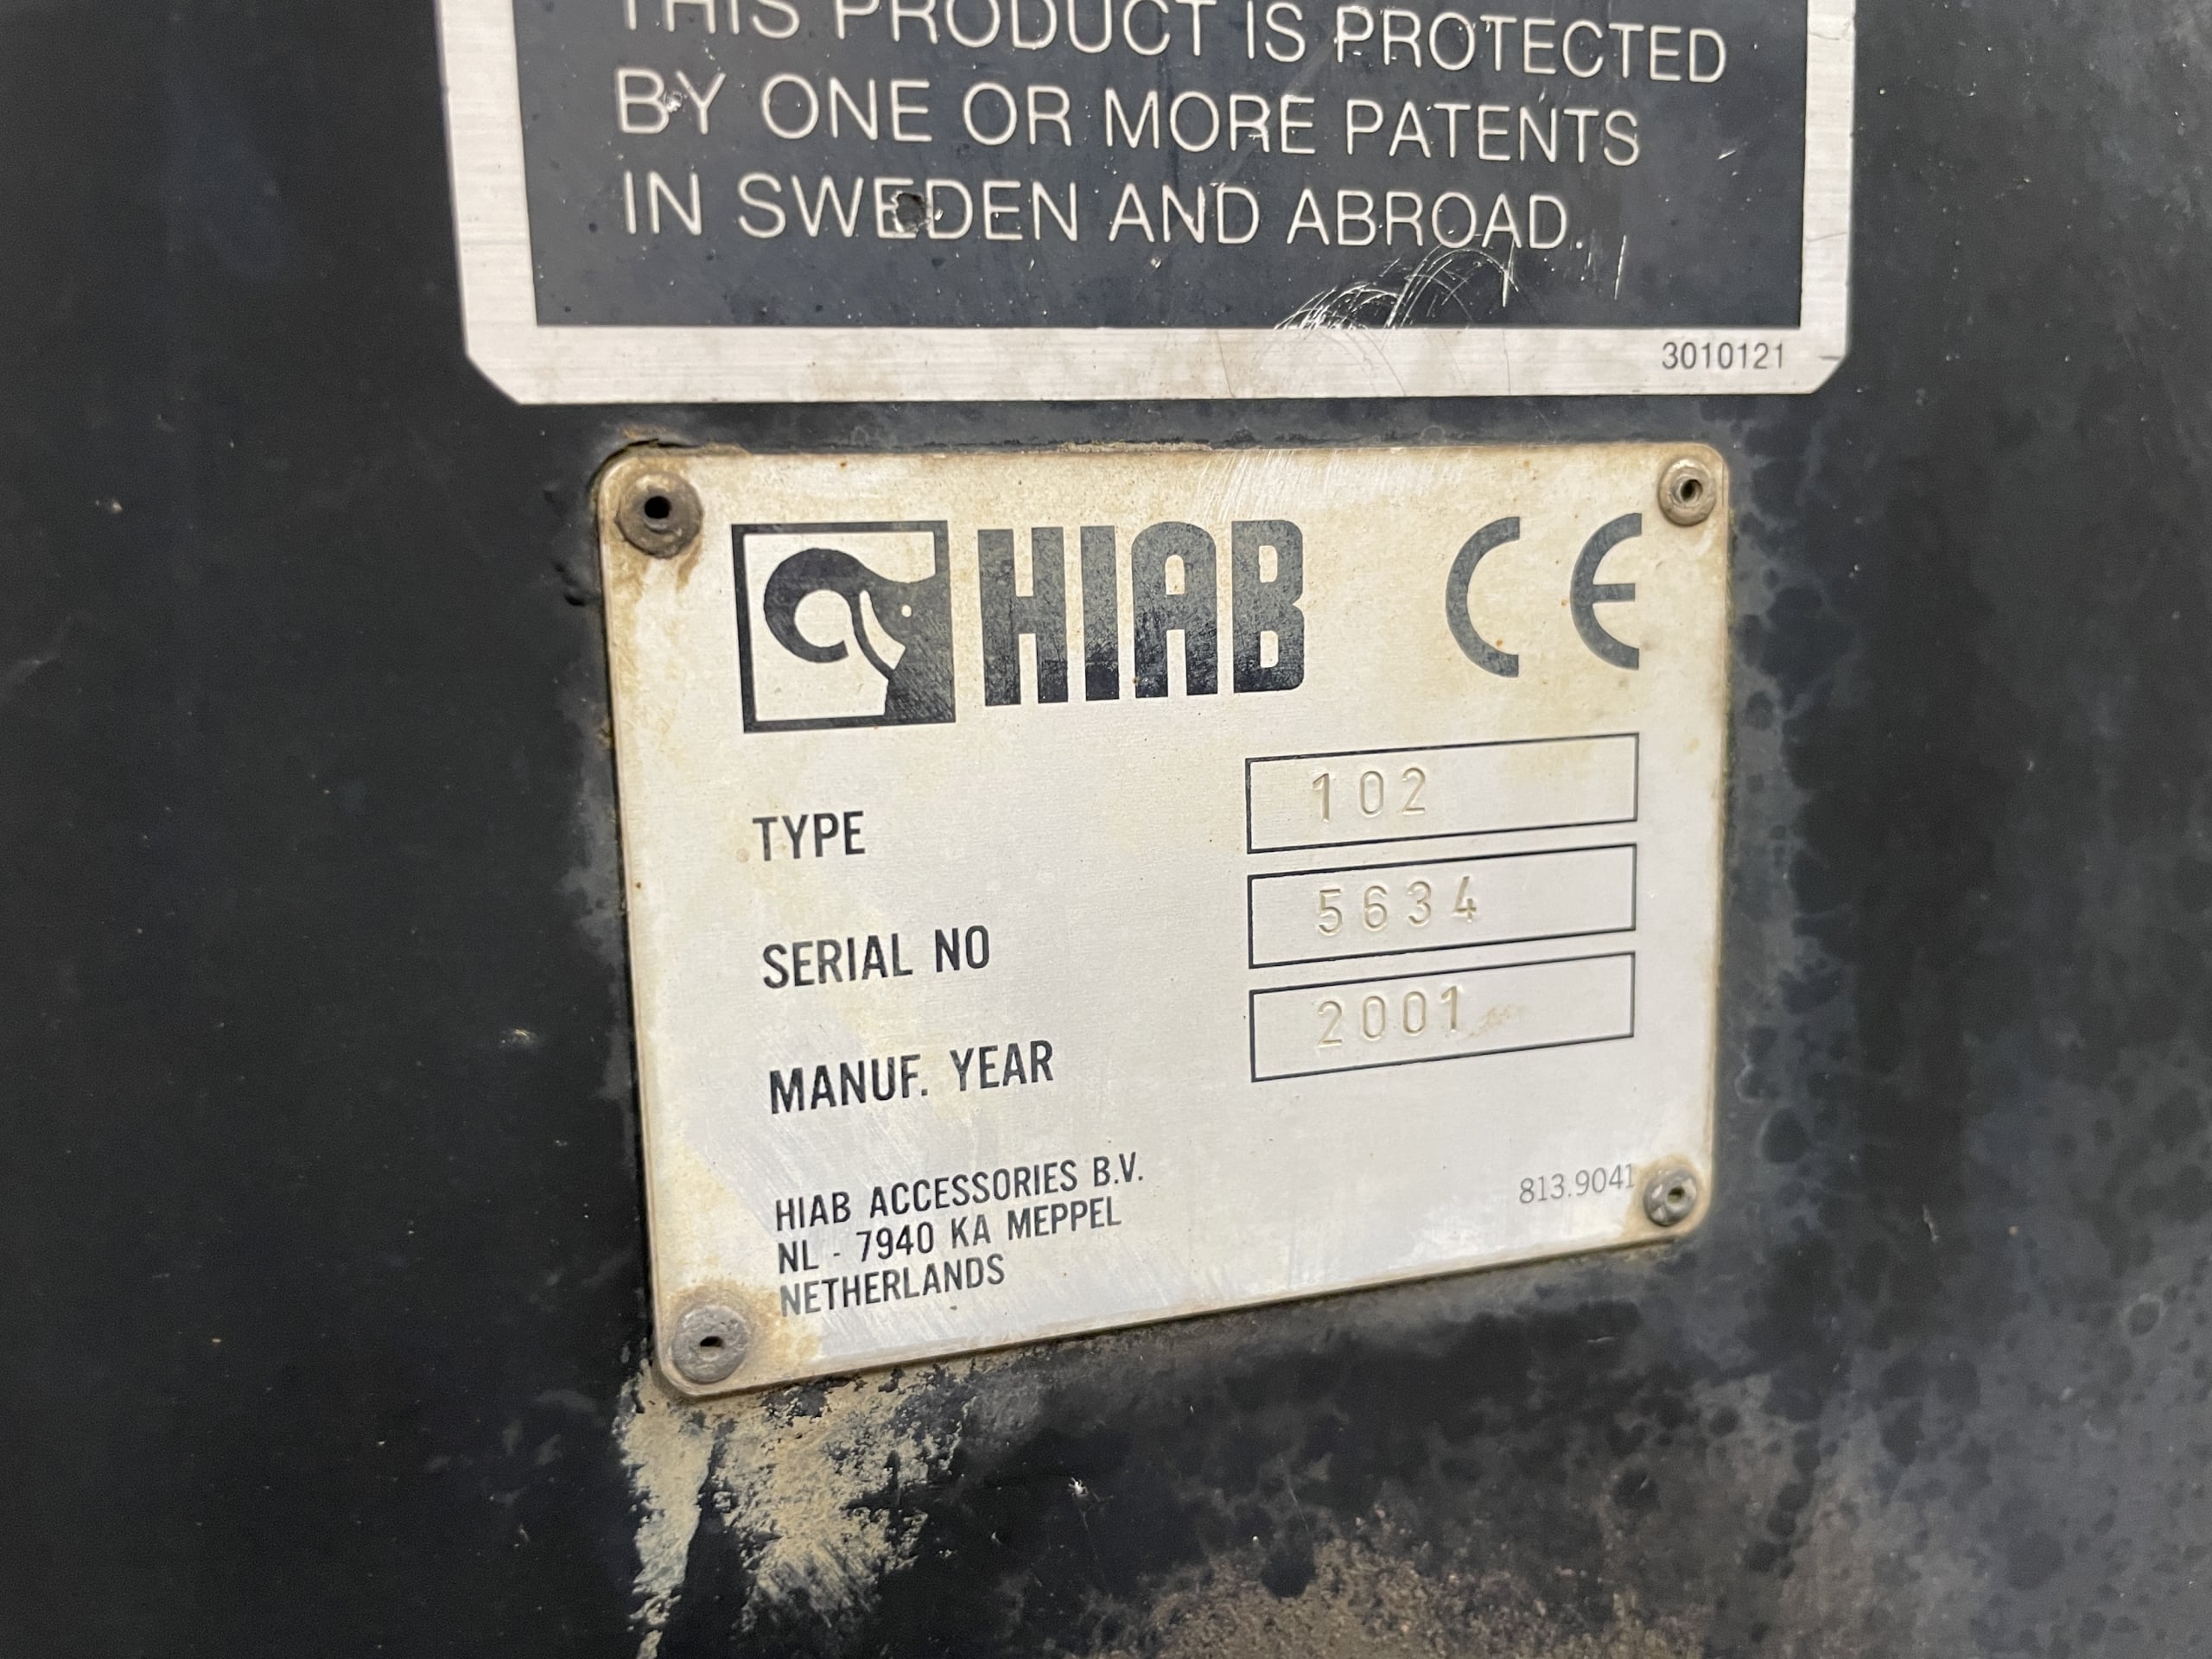 THIS PRODUCT IS PROTECTED
BY ONE OR MORE PATENTS
IN SWEDEN AND ABROAD.
3010121
HIAB CE
TYPE 102
SERIAL NO 5634
MANUF. YEAR 2001
HIAB ACCESSORIES B.V.
NL - 7940 KA MEPPEL
NETHERLANDS
813.9041